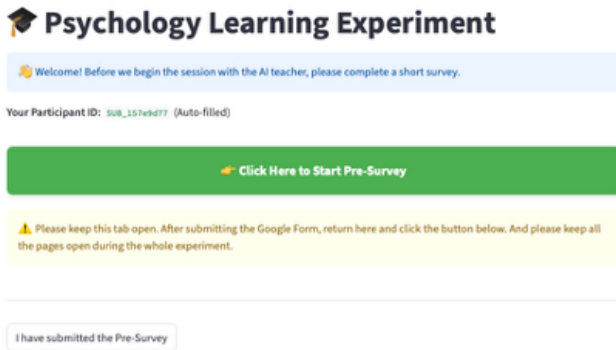 🎓 Psychology Learning Experiment
👋 Welcome! Before we begin the session with the AI teacher, please complete a short survey.
Your Participant ID: SUB_157e9d77 (Auto-filled)
👉 Click Here to Start Pre-Survey
⚠️ Please keep this tab open. After submitting the Google Form, return here and click the button below. And please keep all
the pages open during the whole experiment.
I have submitted the Pre-Survey